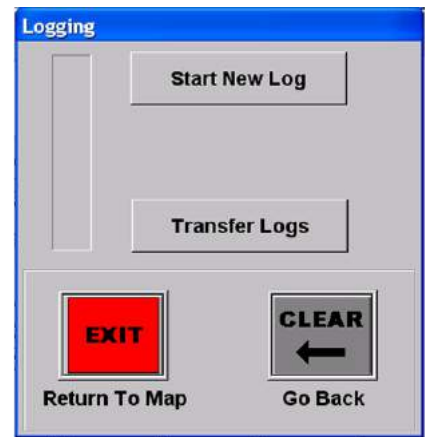 Logging
Start New Log
Transfer Logs
EXIT
CLEAR
Return To Map
Go Back